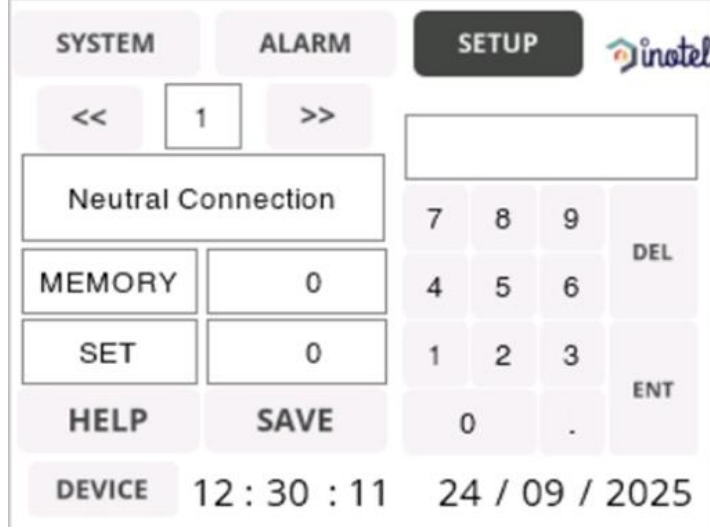 SYSTEM ALARM SETUP inotel
<< 1 >>
Neutral Connection
MEMORY 0
SET 0
HELP SAVE
7 8 9 DEL
4 5 6
1 2 3 ENT
0 .
DEVICE 12 : 30 : 11 24 / 09 / 2025